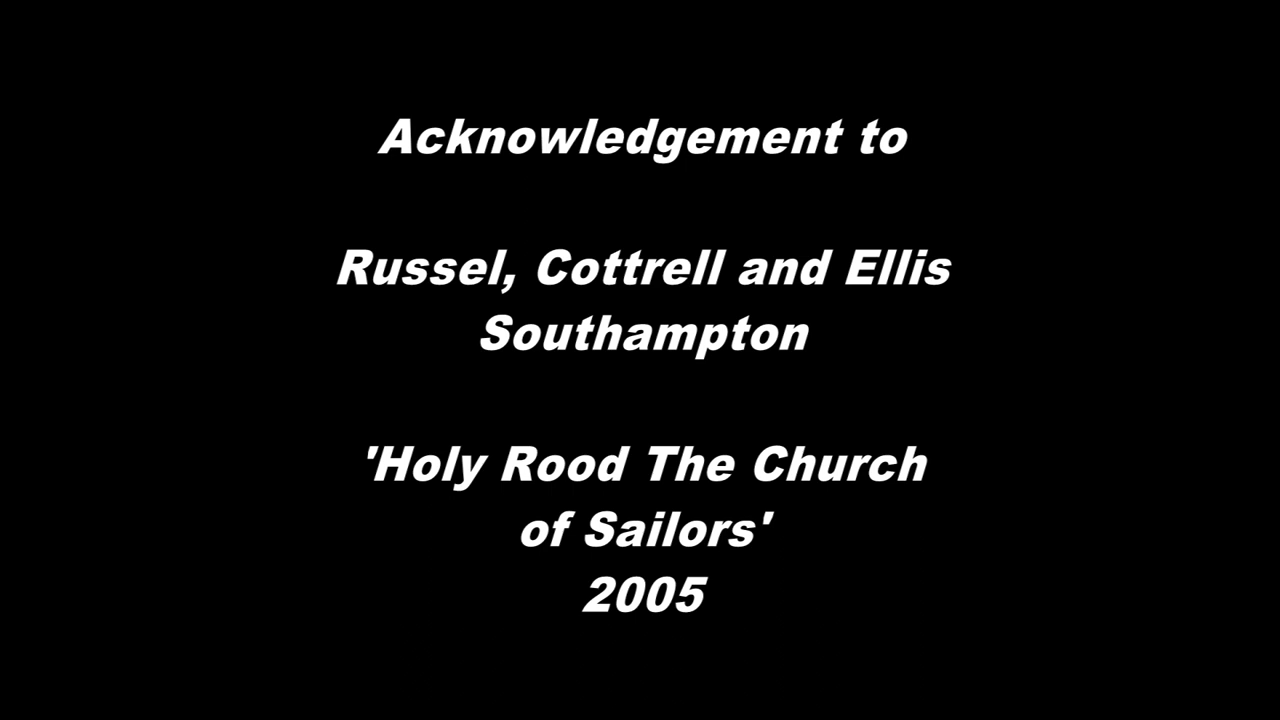 Acknowledgement to
Russel, Cottrell and Ellis
Southampton
'Holy Rood The Church
of Sailors'
2005